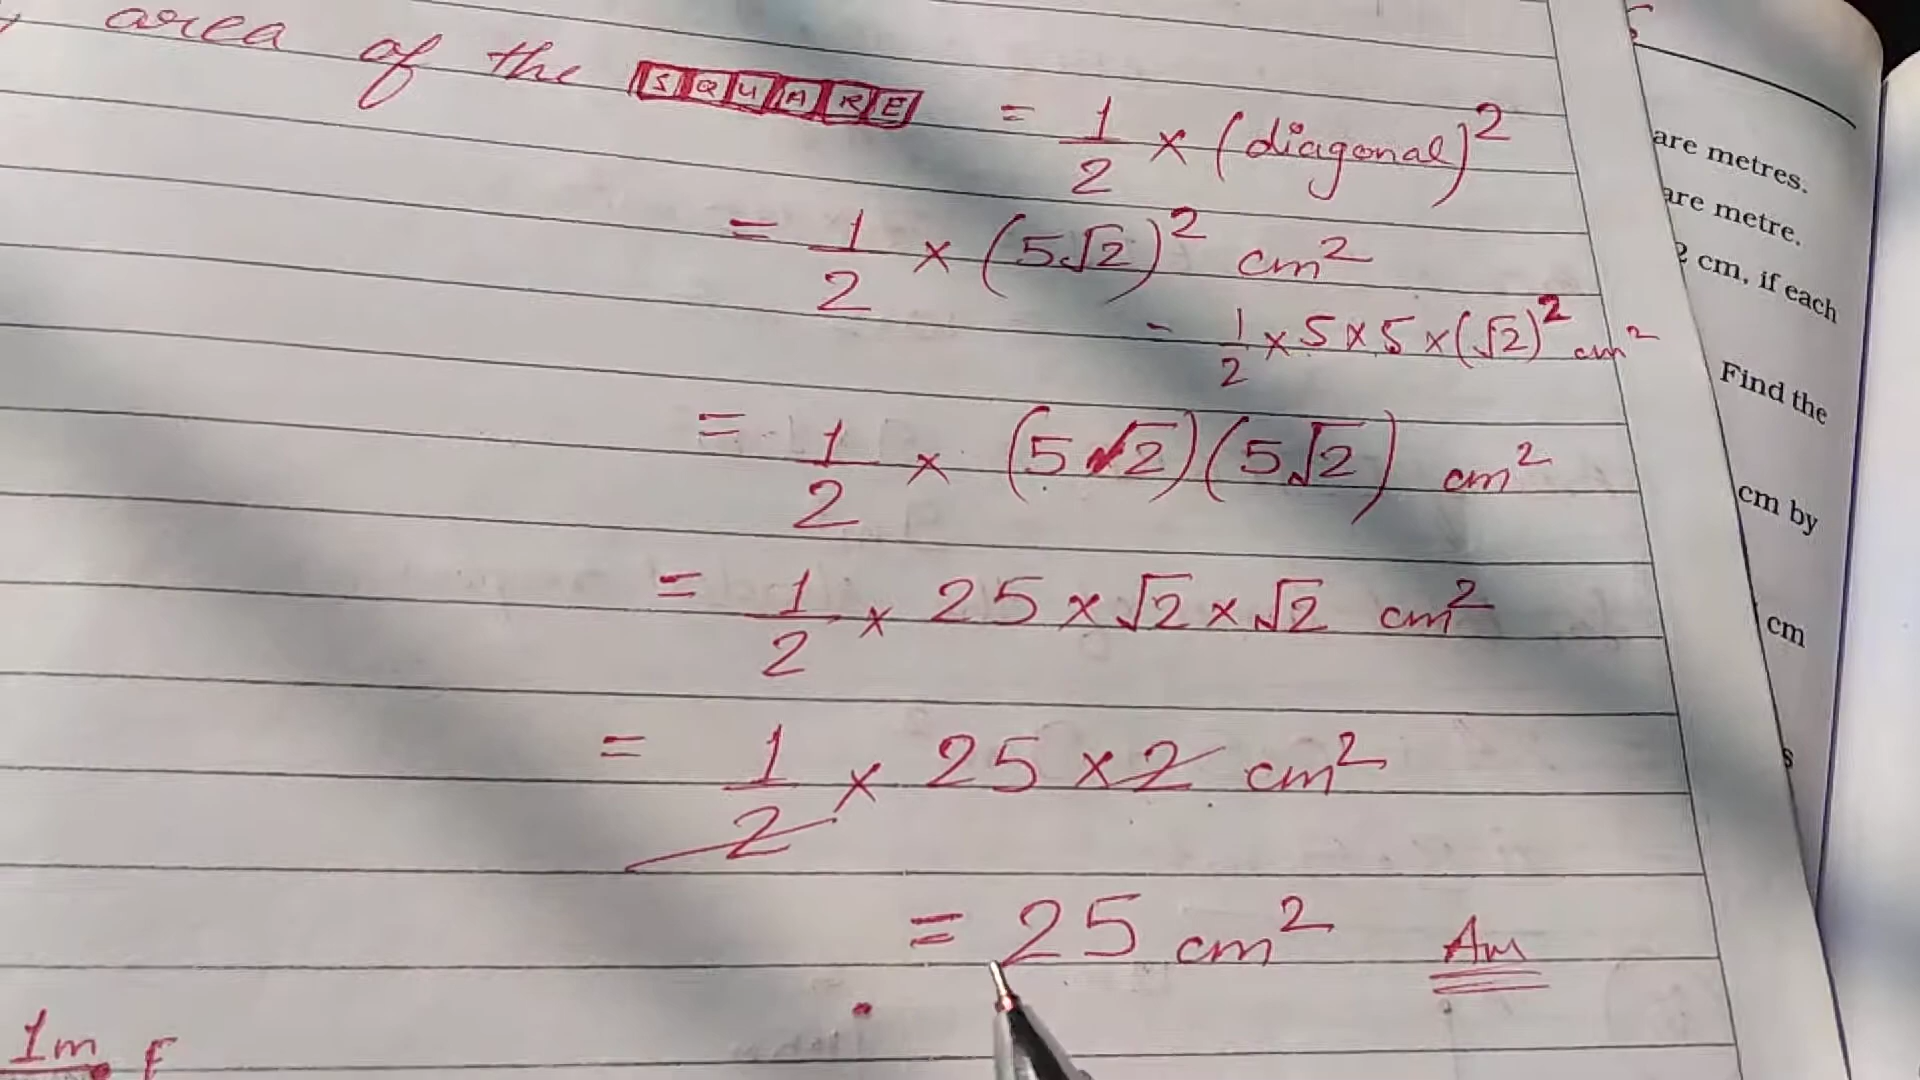 area of the SQUARE = 1/2 × (diagonal)²
= 1/2 × (5√2)² cm²
= 1/2 × 5 × 5 × (√2)² cm²
= 1/2 × (5√2)(5√2) cm²
= 1/2 × 25 × √2 × √2 cm²
= 1/2 × 25 × 2 cm²
= 25 cm² Ans
1m
are metres.
are metre.
2 cm, if each
Find the
cm by
cm
s